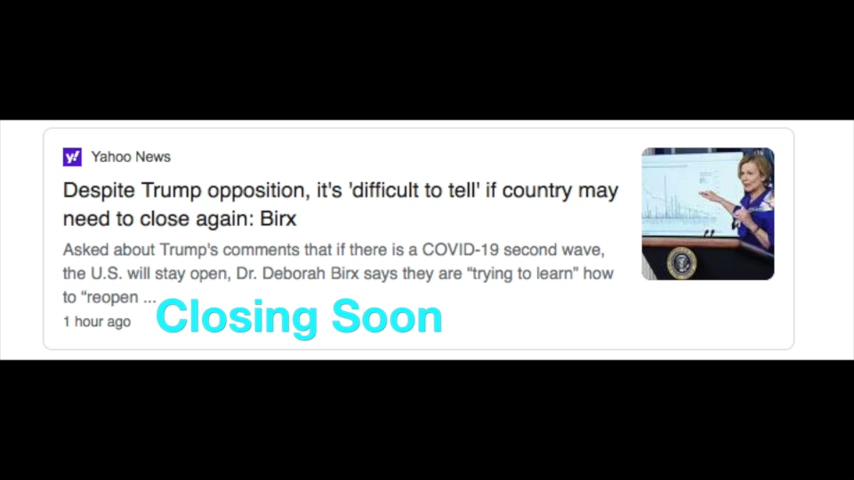 y!
Yahoo News
Despite Trump opposition, it's 'difficult to tell' if country may
need to close again: Birx
Asked about Trump's comments that if there is a COVID-19 second wave,
the U.S. will stay open, Dr. Deborah Birx says they are “trying to learn” how
to “reopen ...
1 hour ago
Closing Soon